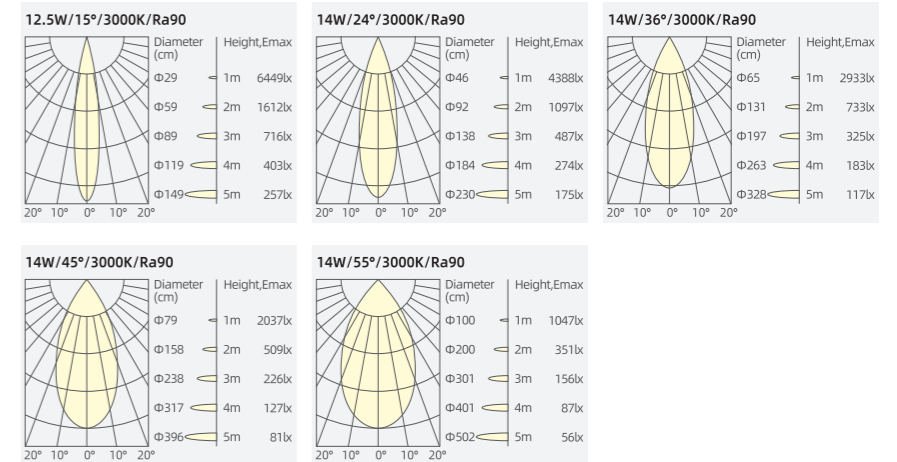 12.5W/15°/3000K/Ra90
Diameter Height,Emax
(cm)
Φ29 1m 6449lx
Φ59 2m 1612lx
Φ89 3m 716lx
Φ119 4m 403lx
Φ149 5m 257lx
20° 10° 0° 10° 20°
14W/24°/3000K/Ra90
Diameter Height,Emax
(cm)
Φ46 1m 4388lx
Φ92 2m 1097lx
Φ138 3m 487lx
Φ184 4m 274lx
Φ230 5m 175lx
20° 10° 0° 10° 20°
14W/36°/3000K/Ra90
Diameter Height,Emax
(cm)
Φ65 1m 2933lx
Φ131 2m 733lx
Φ197 3m 325lx
Φ263 4m 183lx
Φ328 5m 117lx
20° 10° 0° 10° 20°
14W/45°/3000K/Ra90
Diameter Height,Emax
(cm)
Φ79 1m 2037lx
Φ158 2m 509lx
Φ238 3m 226lx
Φ317 4m 127lx
Φ396 5m 81lx
20° 10° 0° 10° 20°
14W/55°/3000K/Ra90
Diameter Height,Emax
(cm)
Φ100 1m 1047lx
Φ200 2m 351lx
Φ301 3m 156lx
Φ401 4m 87lx
Φ502 5m 56lx
20° 10° 0° 10° 20°